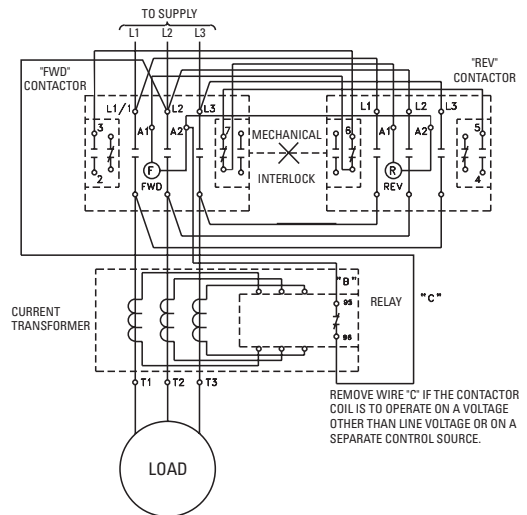 TO SUPPLY
L1 L2 L3
"FWD"
CONTACTOR
"REV"
CONTACTOR
L1/1 L2 L3
L1 L2 L3
3 A1 A2 7 MECHANICAL 6 A1 A2 5
F R
2 FWD INTERLOCK REV 4
"B"
"C"
CURRENT
TRANSFORMER
95
RELAY
96
T1 T2 T3
REMOVE WIRE "C" IF THE CONTACTOR
COIL IS TO OPERATE ON A VOLTAGE
OTHER THAN LINE VOLTAGE OR ON A
SEPARATE CONTROL SOURCE.
LOAD